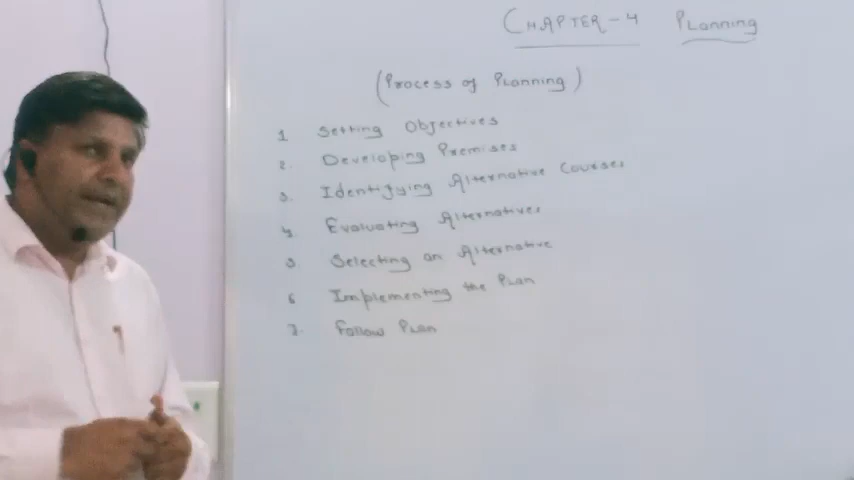 CHAPTER-4 Planning
(Process of Planning)
1 Setting Objectives
2. Developing Premises
3. Identifying Alternative Courses
4. Evaluating Alternatives
5. Selecting an Alternative
6 Implementing the Plan
7. Follow Plan